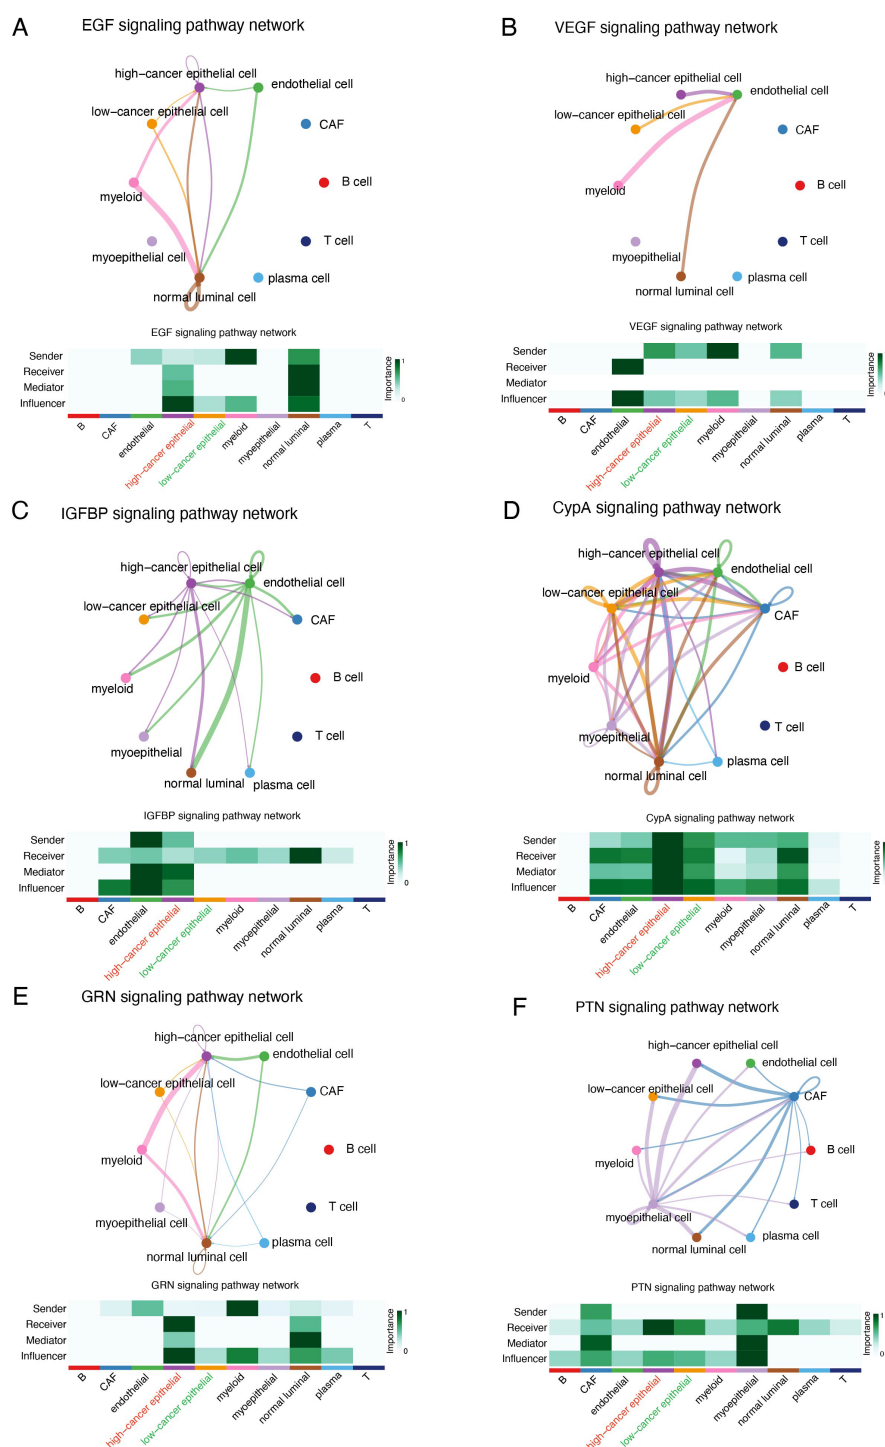 A
EGF signaling pathway network
high-cancer epithelial cell
endothelial cell
low-cancer epithelial cell
CAF
myeloid
B cell
T cell
myoepithelial cell
plasma cell
normal luminal cell
EGF signaling pathway network
Sender
Receiver
Mediator
Influencer
Importance
1
0
B
CAF
endothelial
high-cancer epithelial
low-cancer epithelial
myeloid
myoepithelial
normal luminal
plasma
T
B
VEGF signaling pathway network
high-cancer epithelial cell
endothelial cell
low-cancer epithelial cell
CAF
myeloid
B cell
T cell
myoepithelial
plasma cell
normal luminal cell
VEGF signaling pathway network
Sender
Receiver
Mediator
Influencer
Importance
B
CAF
endothelial
high-cancer epithelial
low-cancer epithelial
myeloid
myoepithelial
normal luminal
plasma
T
C
IGFBP signaling pathway network
high-cancer epithelial cell
endothelial cell
low-cancer epithelial cell
CAF
myeloid
B cell
T cell
myoepithelial
normal luminal
plasma cell
IGFBP signaling pathway network
Sender
Receiver
Mediator
Influencer
Importance
1
0
B
CAF
endothelial
high-cancer epithelial
low-cancer epithelial
myeloid
myoepithelial
normal luminal
plasma
T
D
CypA signaling pathway network
high-cancer epithelial cell
endothelial cell
low-cancer epithelial cell
CAF
myeloid
B cell
T cell
myoepithelial
plasma cell
normal luminal cell
CypA signaling pathway network
Sender
Receiver
Mediator
Influencer
Importance
B
CAF
endothelial
high-cancer epithelial
low-cancer epithelial
myeloid
myoepithelial
normal luminal
plasma
T
E
GRN signaling pathway network
high-cancer epithelial cell
endothelial cell
low-cancer epithelial cell
CAF
myeloid
B cell
T cell
myoepithelial cell
plasma cell
normal luminal cell
GRN signaling pathway network
Sender
Receiver
Mediator
Influencer
Importance
1
0
B
CAF
endothelial
high-cancer epithelial
low-cancer epithelial
myeloid
myoepithelial
normal luminal
plasma
T
F
PTN signaling pathway network
high-cancer epithelial cell
endothelial cell
low-cancer epithelial cell
CAF
myeloid
B cell
T cell
myoepithelial cell
plasma cell
normal luminal cell
PTN signaling pathway network
Sender
Receiver
Mediator
Influencer
Importance
1
0
B
CAF
endothelial
high-cancer epithelial
low-cancer epithelial
myeloid
myoepithelial
normal luminal
plasma
T